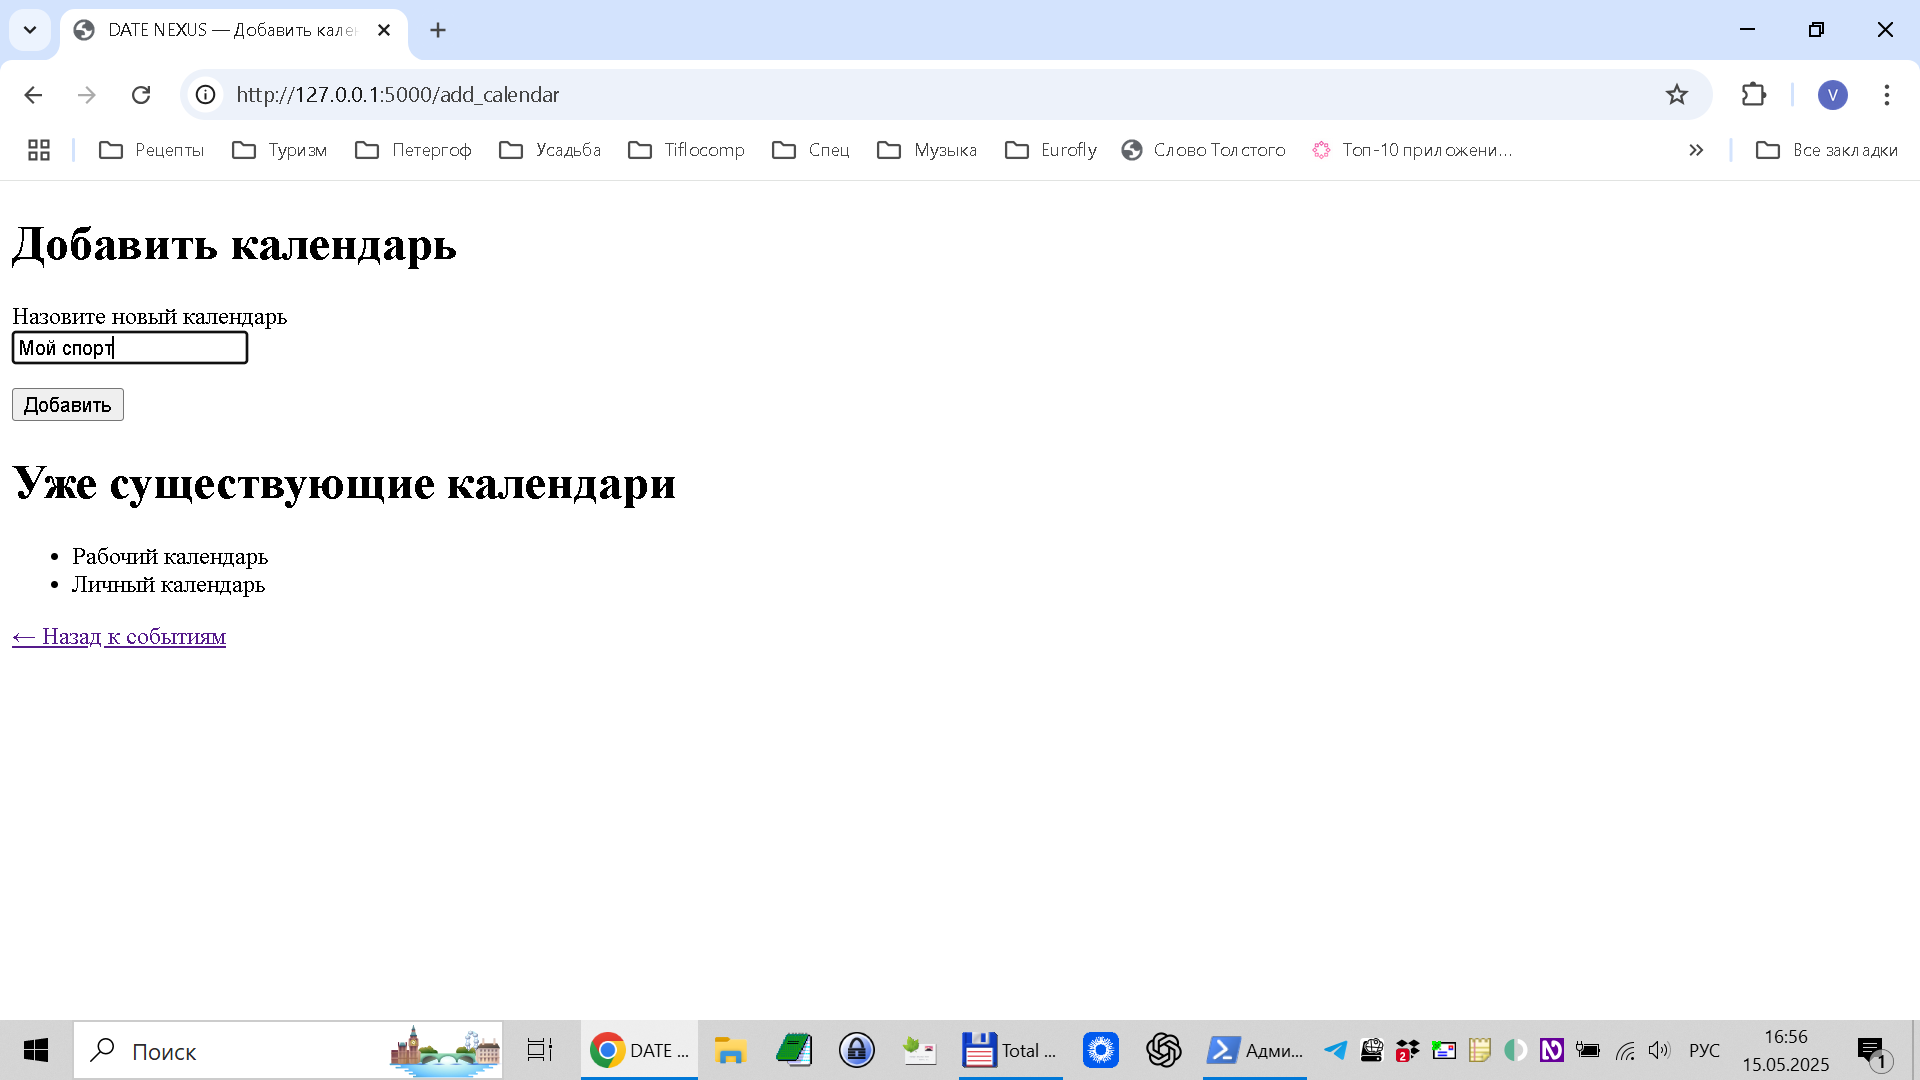 DATE NEXUS — Добавить кале
http://127.0.0.1:5000/add_calendar
V
Рецепты Туризм Петергоф Усадьба Tiflocomp Спец Музыка Eurofly Слово Толстого Топ-10 приложени... Все закладки
Добавить календарь
Назовите новый календарь
Мой спорт
Добавить
Уже существующие календари
Рабочий календарь
Личный календарь
← Назад к событиям
Поиск
DATE ...
Total ...
Адми...
2
РУС
16:56
15.05.2025
1